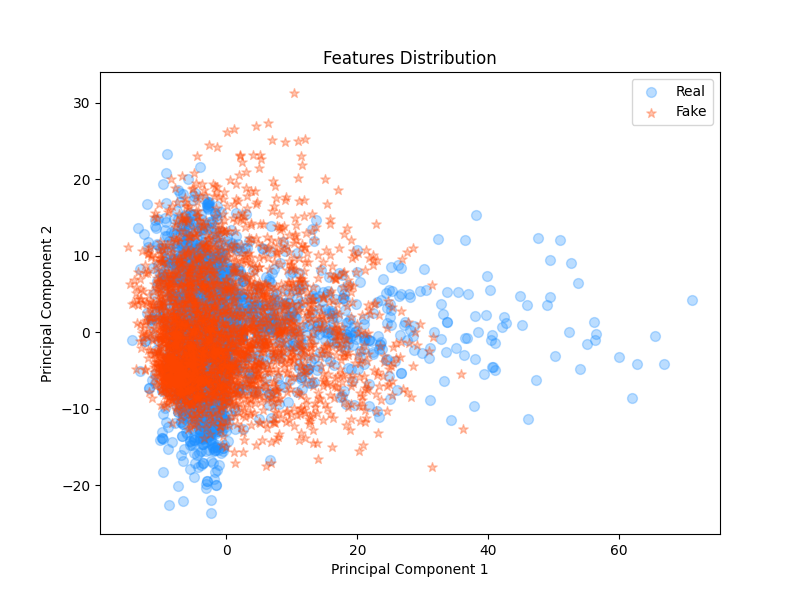 Features Distribution
Real
Fake
30
20
10
0
−10
−20
Principal Component 2
0
20
40
60
Principal Component 1